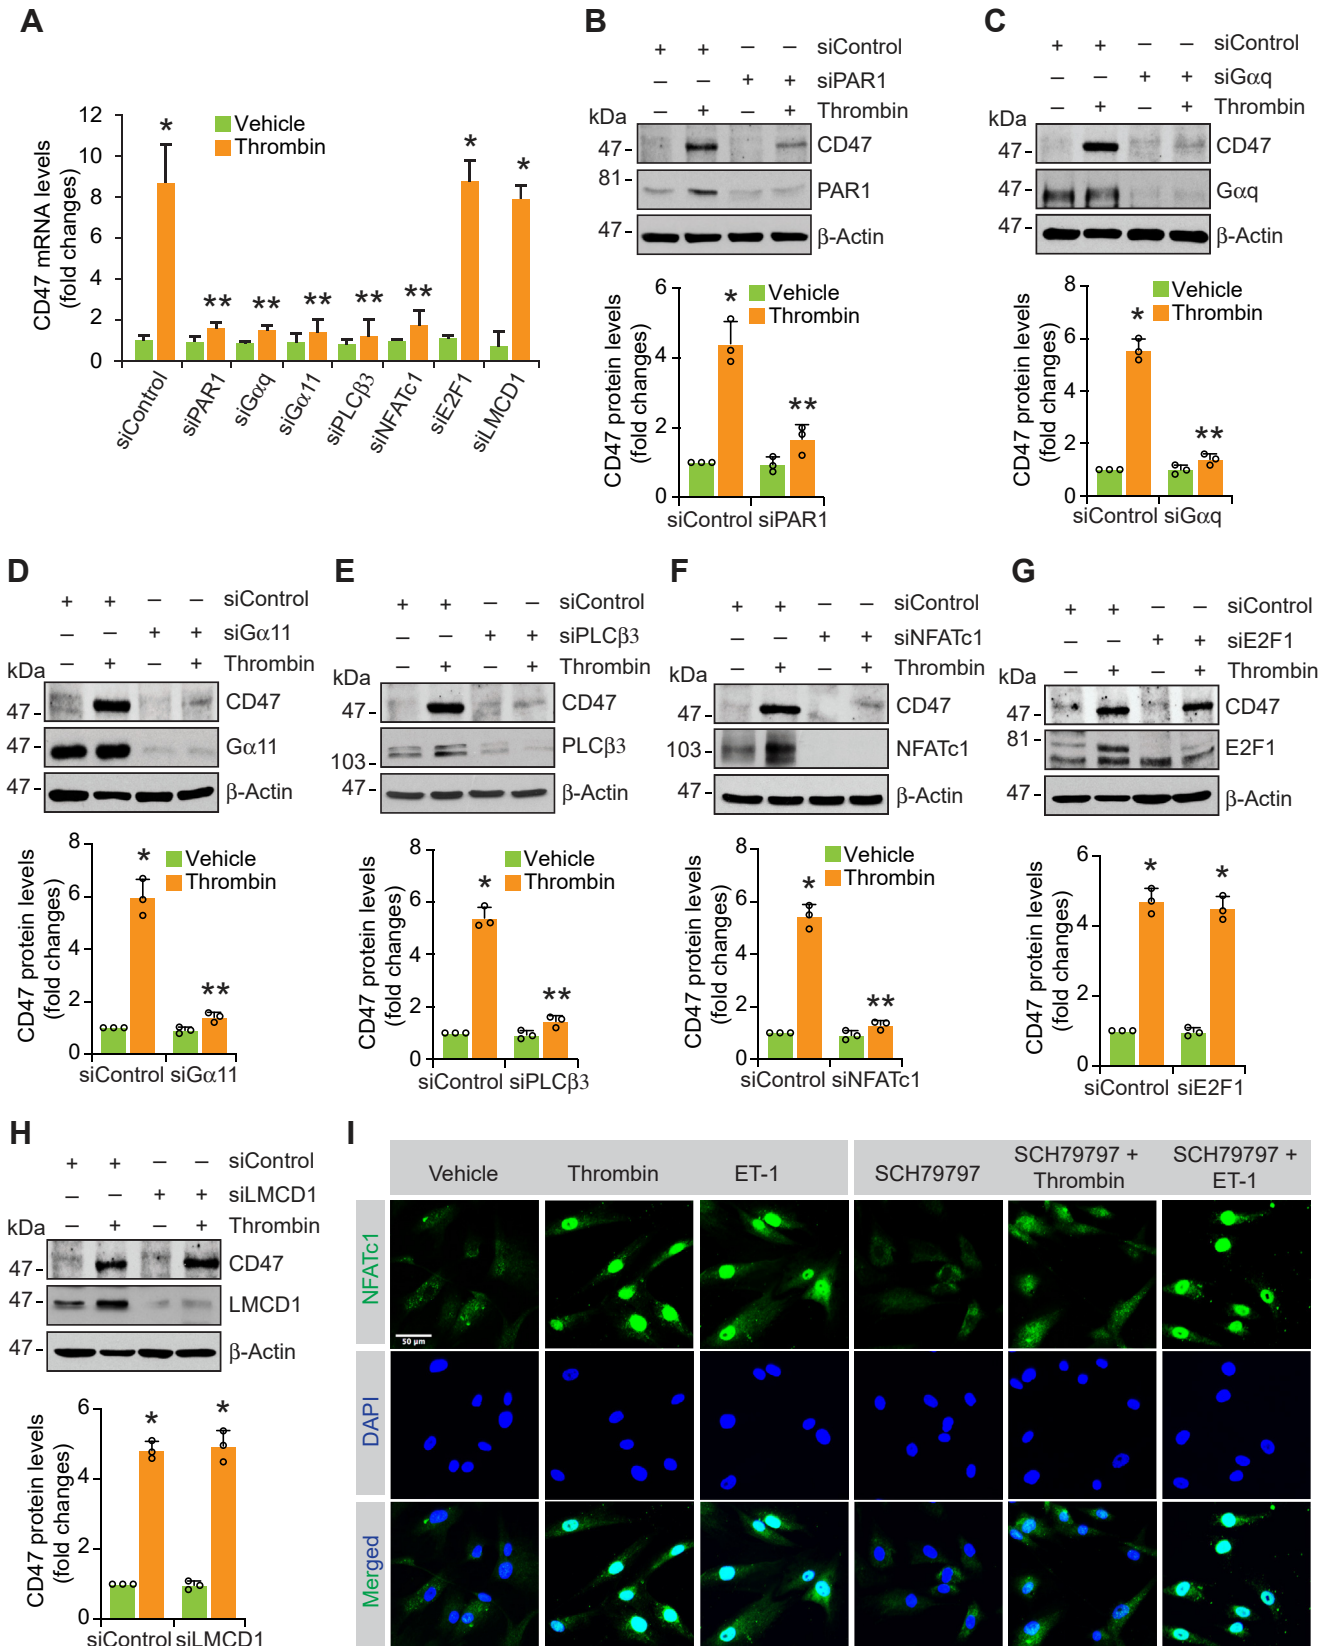 A
CD47 mRNA levels
(fold changes)
12
10
8
6
4
2
0
Vehicle
Thrombin
*
**
**
**
**
**
*
*
siControl
siPAR1
siGαq
siGα11
siPLCβ3
siNFATc1
siE2F1
siLMCD1
B
+ + – – siControl
– – + + siPAR1
– + – + Thrombin
kDa
47 CD47
81
PAR1
47 β-Actin
CD47 protein levels
(fold changes)
6
4
2
0
Vehicle
Thrombin
*
**
siControl siPAR1
C
+ + – – siControl
– – + + siGαq
– + – + Thrombin
kDa
47 CD47
47 Gαq
47 β-Actin
CD47 protein levels
(fold changes)
8
6
4
2
0
Vehicle
Thrombin
*
**
siControl siGαq
D
+ + – – siControl
– – + + siGα11
– + – + Thrombin
kDa
47 CD47
47 Gα11
47 β-Actin
CD47 protein levels
(fold changes)
8
6
4
2
0
Vehicle
Thrombin
*
**
siControl siGα11
E
+ + – – siControl
– – + + siPLCβ3
– + – + Thrombin
kDa
47 CD47
PLCβ3
103
47 β-Actin
CD47 protein levels
(fold changes)
8
6
4
2
0
*
**
siControl siPLCβ3
F
+ + – – siControl
– – + + siNFATc1
– + – + Thrombin
kDa
47 CD47
103 NFATc1
47 β-Actin
CD47 protein levels
(fold changes)
8
6
4
2
0
Vehicle
Thrombin
*
**
siControl siNFATc1
G
+ + – – siControl
– – + + siE2F1
– + – + Thrombin
kDa
47 CD47
81 E2F1
47 β-Actin
CD47 protein levels
(fold changes)
6
4
2
0
*
*
siControl siE2F1
H
+ + – – siControl
– – + + siLMCD1
– + – + Thrombin
kDa
47 CD47
47 LMCD1
47 β-Actin
CD47 protein levels
(fold changes)
6
4
2
0
*
*
siControl siLMCD1
I
Vehicle
Thrombin
ET-1
SCH79797
SCH79797 +
Thrombin
SCH79797 +
ET-1
NFATc1
50 μm
DAPI
Merged